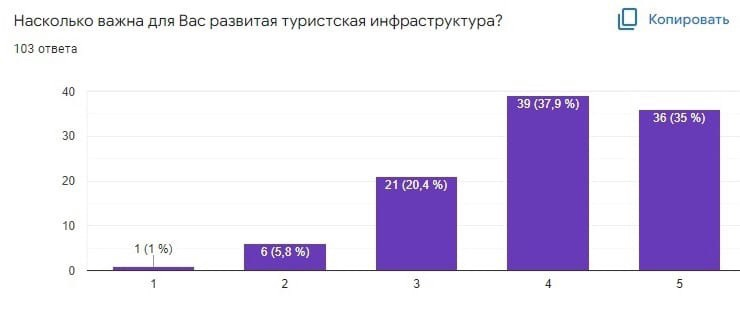 Насколько важна для Вас развитая туристская инфраструктура?
Копировать
103 ответа
40
30
20
10
0
1 (1 %)
6 (5,8 %)
21 (20,4 %)
39 (37,9 %)
36 (35 %)
1
2
3
4
5